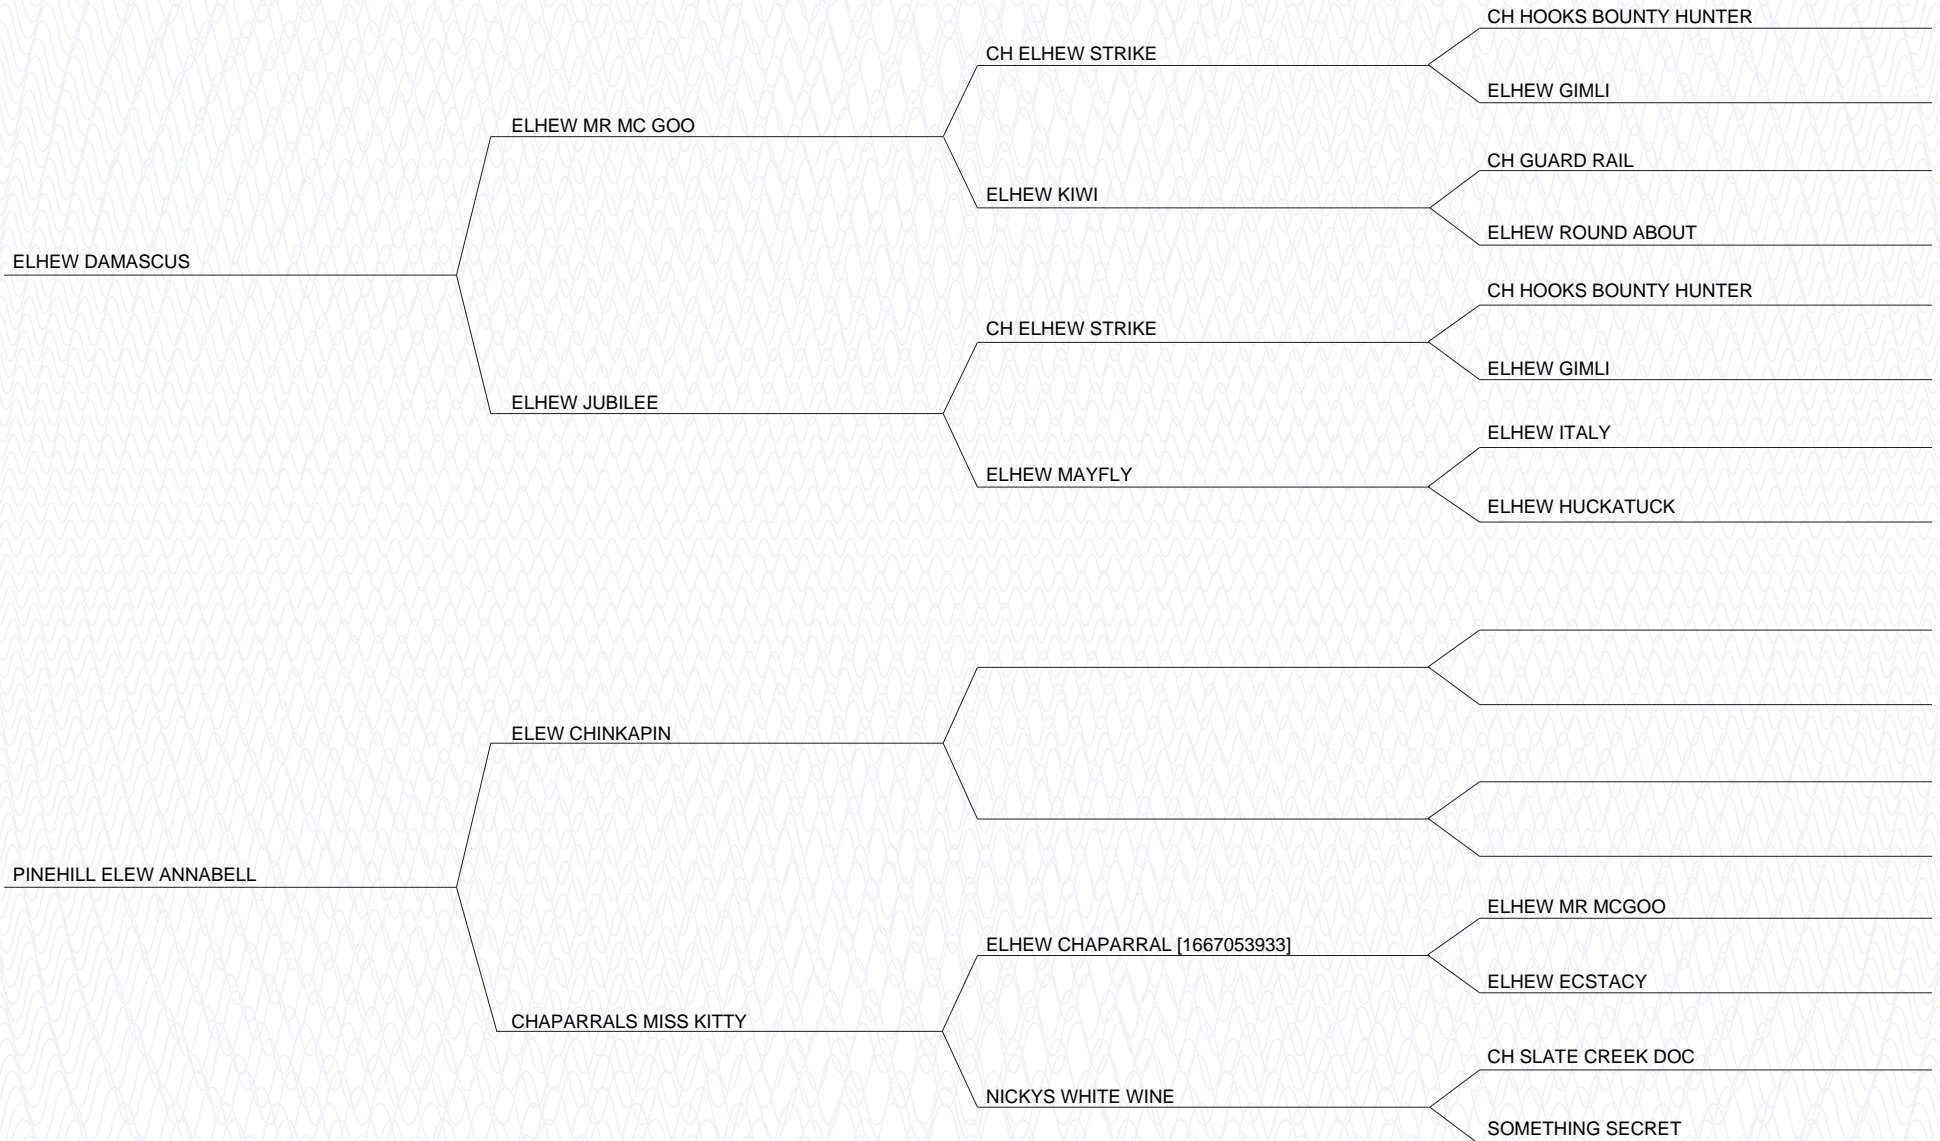 CH HOOKS BOUNTY HUNTER
CH ELHEW STRIKE
ELHEW GIMLI
ELHEW MR MC GOO
CH GUARD RAIL
ELHEW KIWI
ELHEW ROUND ABOUT
ELHEW DAMASCUS
CH HOOKS BOUNTY HUNTER
CH ELHEW STRIKE
ELHEW GIMLI
ELHEW JUBILEE
ELHEW ITALY
ELHEW MAYFLY
ELHEW HUCKATUCK
ELEW CHINKAPIN
PINEHILL ELEW ANNABELL
ELHEW MR MCGOO
ELHEW CHAPARRAL [1667053933]
ELHEW ECSTACY
CHAPARRALS MISS KITTY
CH SLATE CREEK DOC
NICKYS WHITE WINE
SOMETHING SECRET